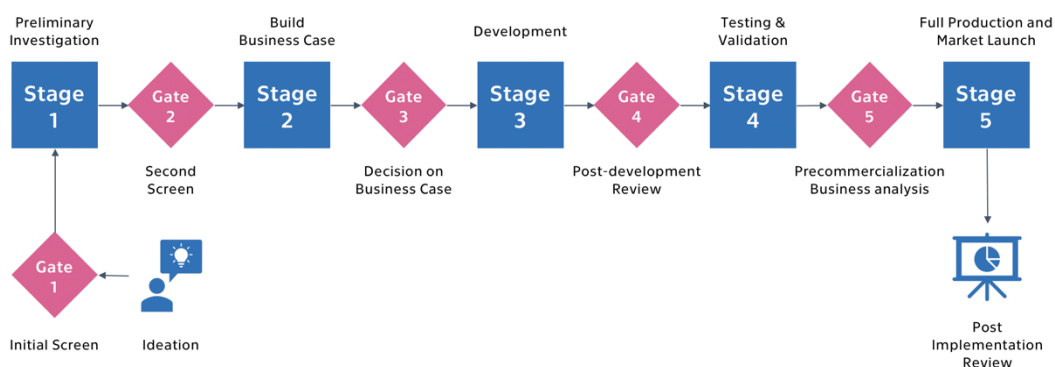 Preliminary
Investigation
Build
Business Case
Development
Testing &
Validation
Full Production and
Market Launch
Stage
1
Gate
2
Stage
2
Gate
3
Stage
3
Gate
4
Stage
4
Gate
5
Stage
5
Second
Screen
Decision on
Business Case
Post-development
Review
Precommercialization
Business analysis
Gate
1
Initial Screen
Ideation
Post
Implementation
Review